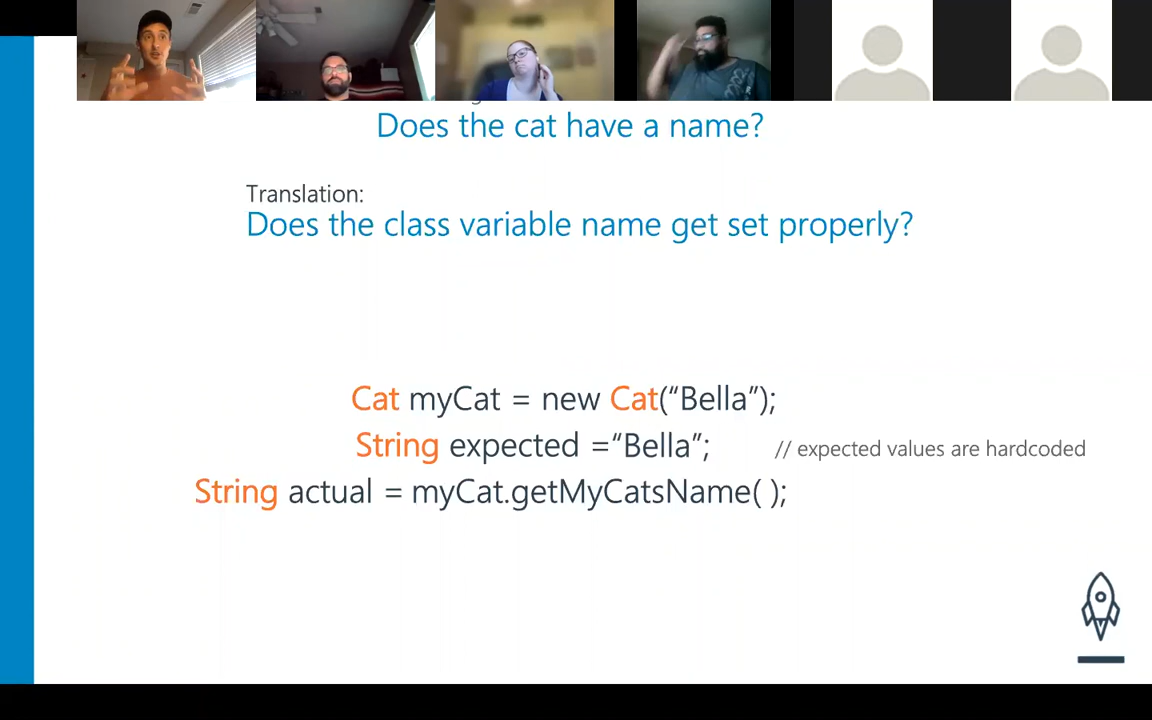 Does the cat have a name?
Translation:
Does the class variable name get set properly?
Cat myCat = new Cat(“Bella”);
String expected =“Bella”; // expected values are hardcoded
String actual = myCat.getMyCatsName( );